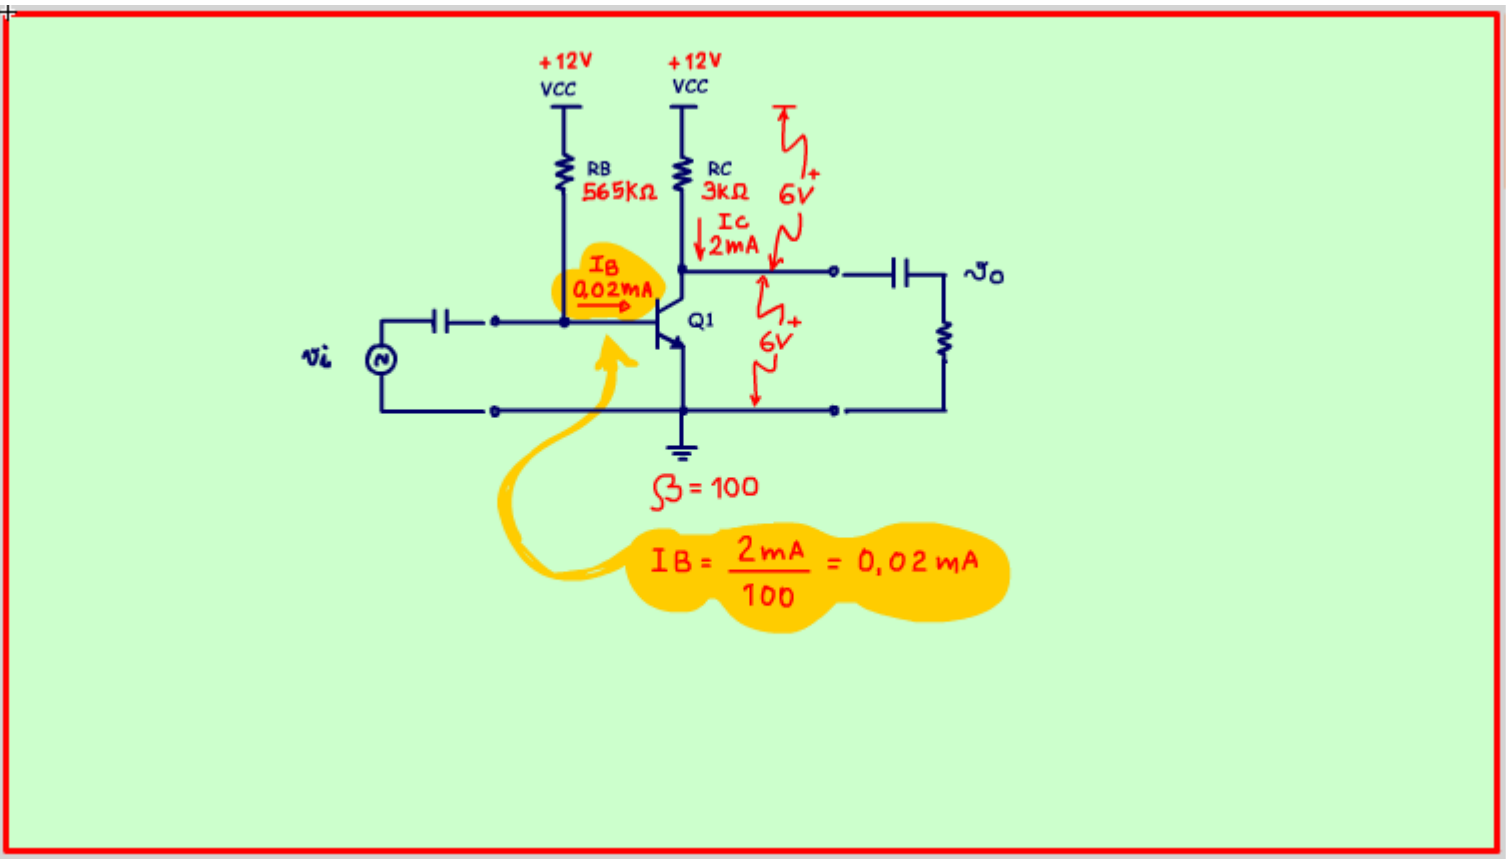 +12V +12V
VCC VCC
RB RC
565KΩ 3KΩ 6V +
IC
2mA
IB
0,02mA
Q1
vo
6V +
vi
β = 100
IB = 2mA / 100 = 0,02 mA